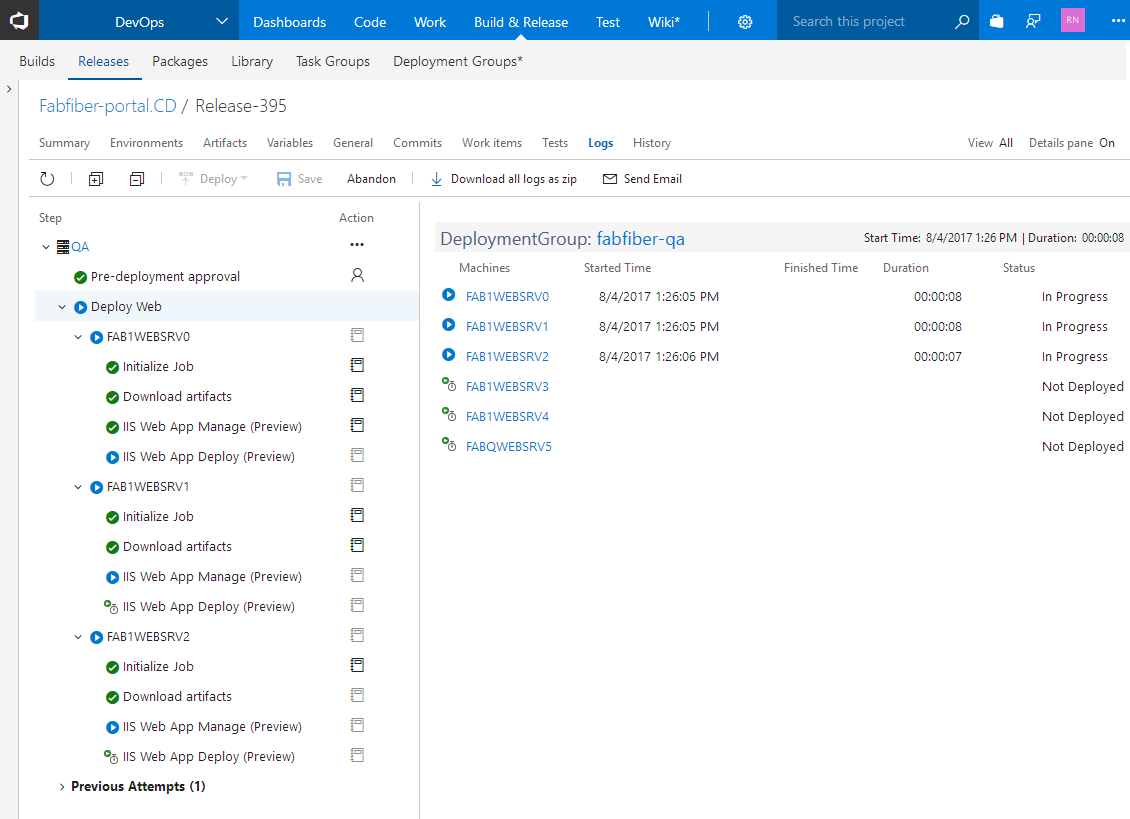 DevOps Dashboards Code Work Build & Release Test Wiki* Search this project RN
Builds Releases Packages Library Task Groups Deployment Groups*
Fabfiber-portal.CD / Release-395
Summary Environments Artifacts Variables General Commits Work items Tests Logs History View All Details pane On
Deploy Save Abandon Download all logs as zip Send Email
Step Action
QA
Pre-deployment approval
Deploy Web
FAB1WEBSRV0
Initialize Job
Download artifacts
IIS Web App Manage (Preview)
IIS Web App Deploy (Preview)
FAB1WEBSRV1
Initialize Job
Download artifacts
IIS Web App Manage (Preview)
IIS Web App Deploy (Preview)
FAB1WEBSRV2
Initialize Job
Download artifacts
IIS Web App Manage (Preview)
IIS Web App Deploy (Preview)
Previous Attempts (1)
DeploymentGroup: fabfiber-qa Start Time: 8/4/2017 1:26 PM | Duration: 00:00:08
Machines Started Time Finished Time Duration Status
FAB1WEBSRV0 8/4/2017 1:26:05 PM 00:00:08 In Progress
FAB1WEBSRV1 8/4/2017 1:26:05 PM 00:00:08 In Progress
FAB1WEBSRV2 8/4/2017 1:26:06 PM 00:00:07 In Progress
FAB1WEBSRV3 Not Deployed
FAB1WEBSRV4 Not Deployed
FABQWEBSRV5 Not Deployed